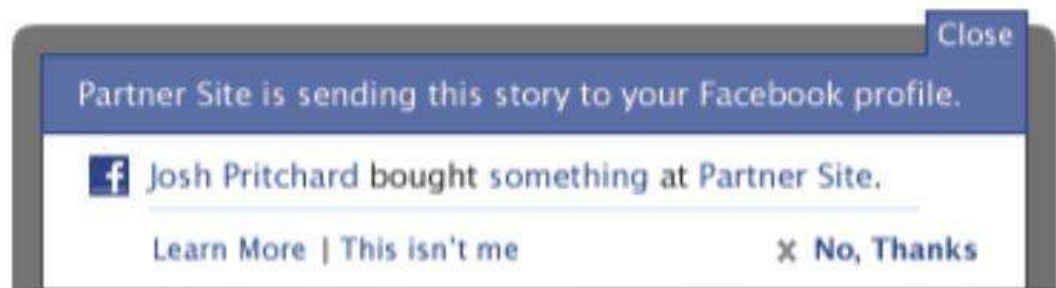 Close
Partner Site is sending this story to your Facebook profile.
f Josh Pritchard bought something at Partner Site.
Learn More | This isn't me x No, Thanks